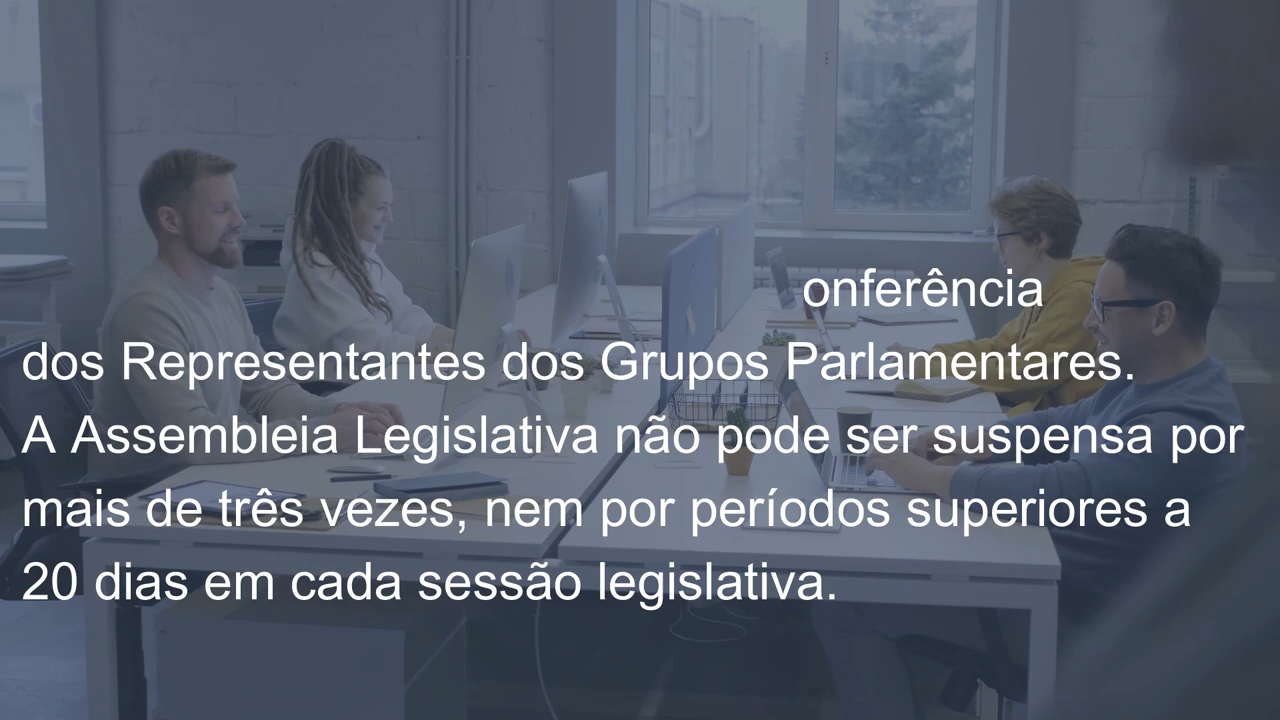 onferência
dos Representantes dos Grupos Parlamentares.
A Assembleia Legislativa não pode ser suspensa por
mais de três vezes, nem por períodos superiores a
20 dias em cada sessão legislativa.